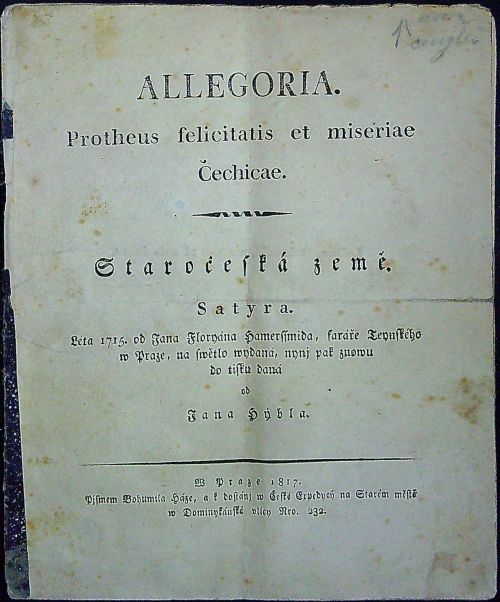 ALLEGORIA.
Protheus felicitatis et miseriae
Čechicae.
Staročeská země.
Satyra.
Léta 1715. od Jana Floryána Hamerssmida, faráře Teynského
w Praze, na swětlo wydaná, nynj pak znowu
do tisku daná
od
Jana Hýbla.
W Praze 1817.
Pjsmem Bohumila Háze, a k dostánj w České Expedycý na Starém městě
w Dominykánské vlicy Nro. 232.